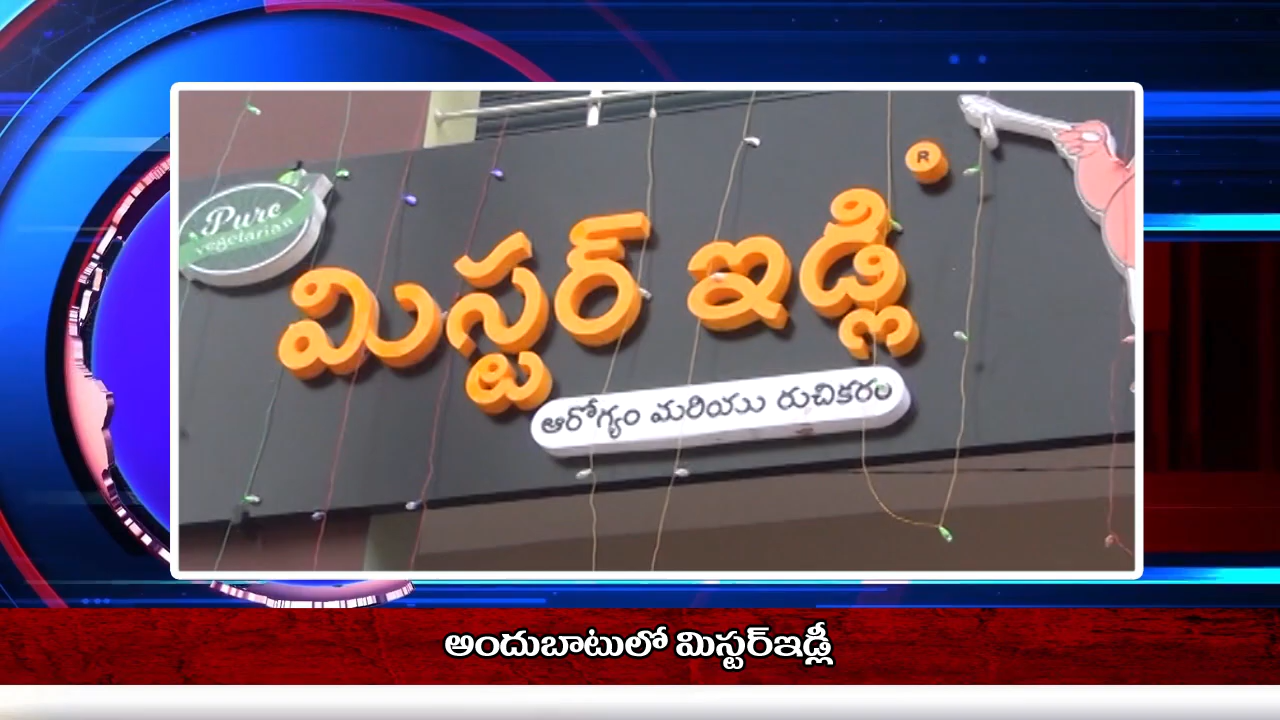 Pure
vegetarian
®
మిస్టర్ ఇడ్లి
ఆరోగ్యం మరియు రుచికరం
అందుబాటులో మిస్టర్ఇడ్లీ